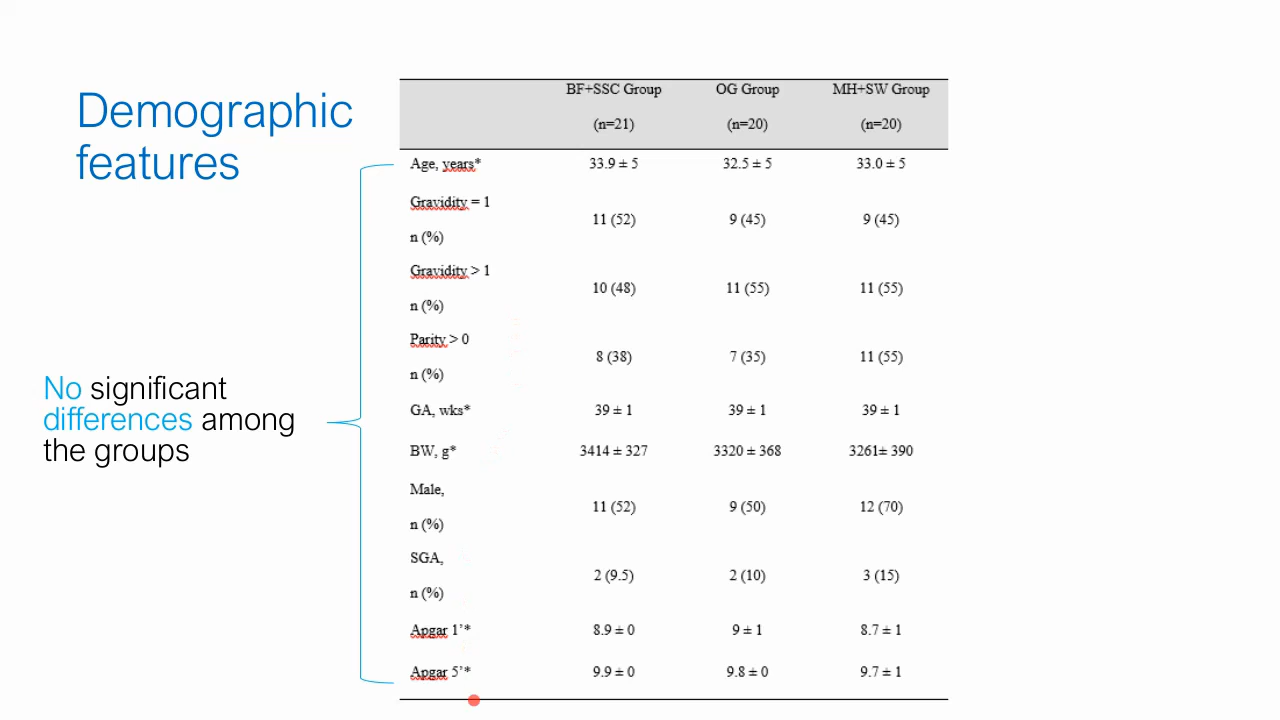 Demographic
features
No significant
differences among
the groups
BF+SSC Group OG Group MH+SW Group
(n=21) (n=20) (n=20)
Age, years* 33.9 ± 5 32.5 ± 5 33.0 ± 5
Gravidity = 1
n (%) 11 (52) 9 (45) 9 (45)
Gravidity > 1
n (%) 10 (48) 11 (55) 11 (55)
Parity > 0
n (%) 8 (38) 7 (35) 11 (55)
GA, wks* 39 ± 1 39 ± 1 39 ± 1
BW, g* 3414 ± 327 3320 ± 368 3261± 390
Male,
n (%) 11 (52) 9 (50) 12 (70)
SGA,
n (%) 2 (9.5) 2 (10) 3 (15)
Apgar 1’* 8.9 ± 0 9 ± 1 8.7 ± 1
Apgar 5’* 9.9 ± 0 9.8 ± 0 9.7 ± 1